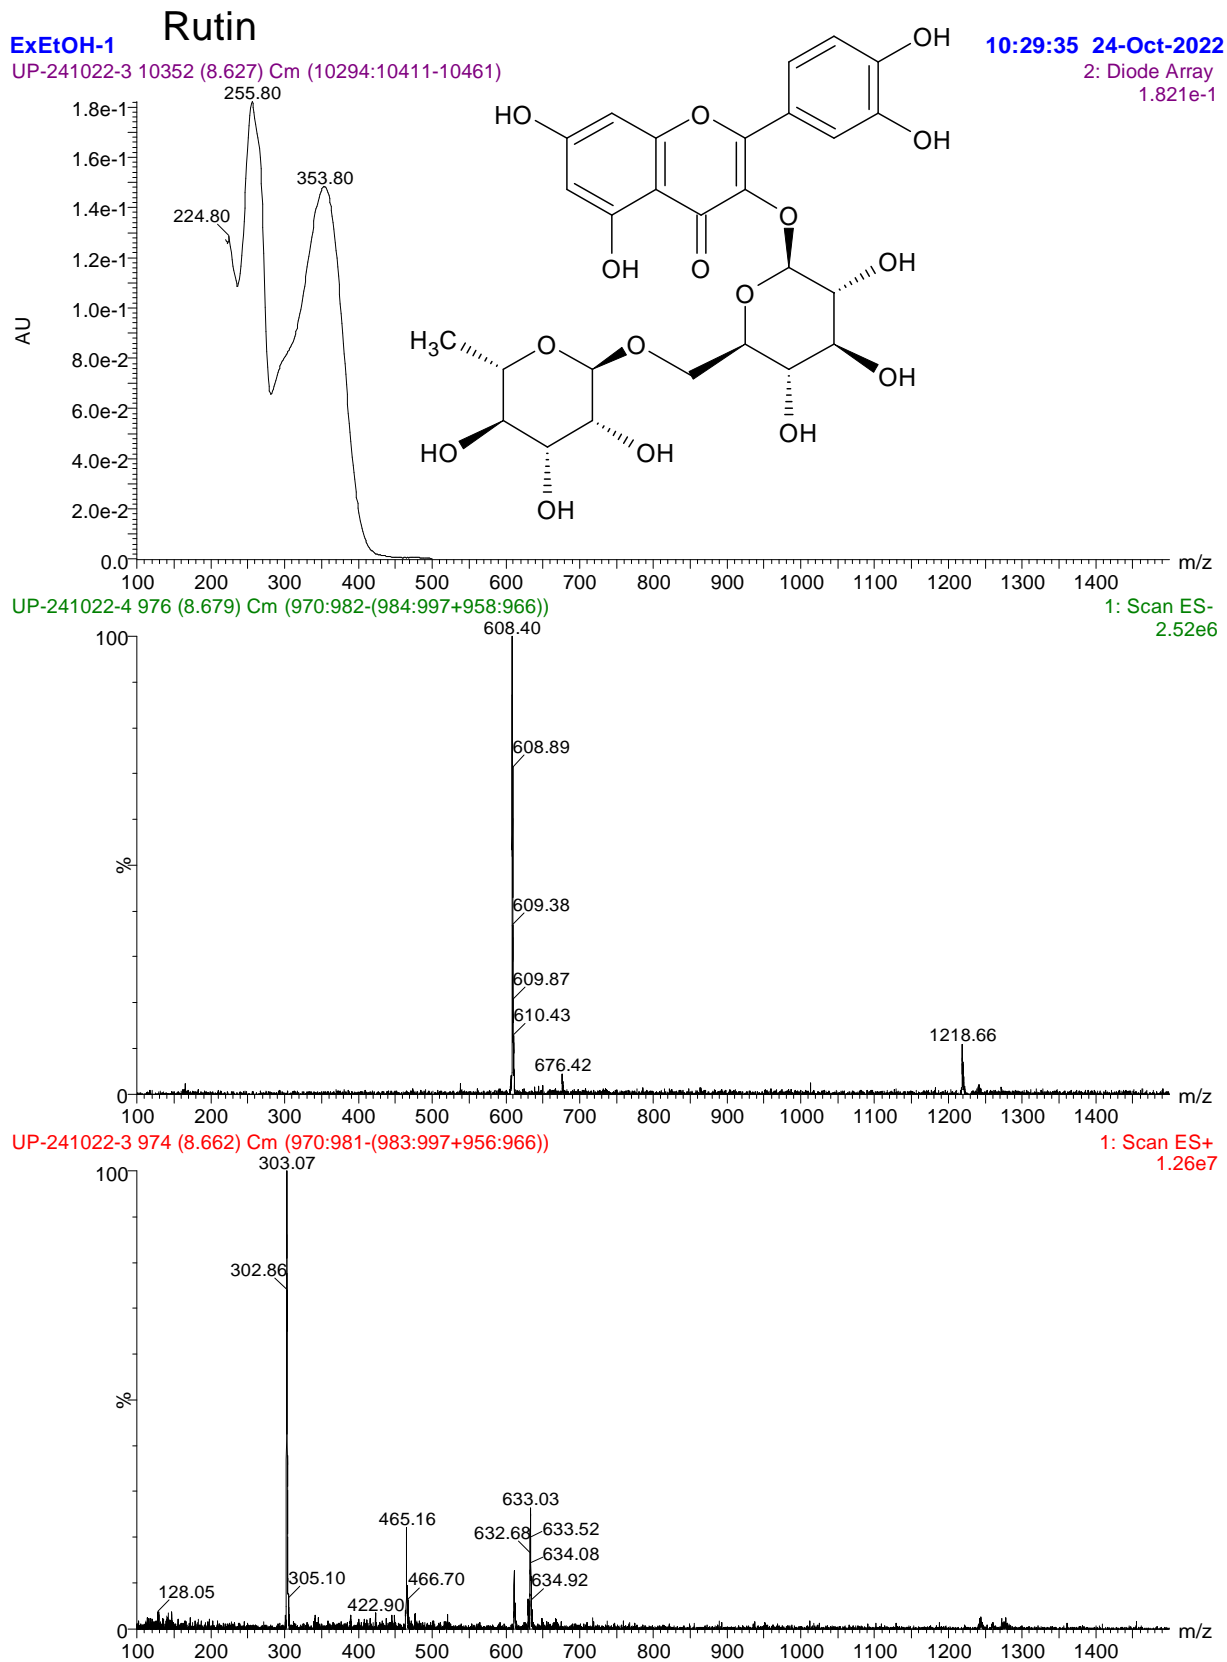 Rutin
ExEtOH-1 10:29:35 24-Oct-2022
UP-241022-3 10352 (8.627) Cm (10294:10411-10461) 2: Diode Array
1.821e-1
255.80
353.80
224.80
AU
1.8e-1
1.6e-1
1.4e-1
1.2e-1
1.0e-1
8.0e-2
6.0e-2
4.0e-2
2.0e-2
0.0
OH
HO O OH
O
OH O OH
O
H3C O O
OH
OH
HO OH
OH
100 200 300 400 500 600 700 800 900 1000 1100 1200 1300 1400 m/z
UP-241022-4 976 (8.679) Cm (970:982-(984:997+958:966)) 1: Scan ES-
2.52e6
100
%
0
608.40
608.89
609.38
609.87
610.43
676.42
1218.66
100 200 300 400 500 600 700 800 900 1000 1100 1200 1300 1400 m/z
UP-241022-3 974 (8.662) Cm (970:981-(983:997+956:966)) 1: Scan ES+
1.26e7
100
%
0
303.07
302.86
633.03
465.16
632.68
633.52
634.08
634.92
305.10
466.70
128.05
422.90
100 200 300 400 500 600 700 800 900 1000 1100 1200 1300 1400 m/z